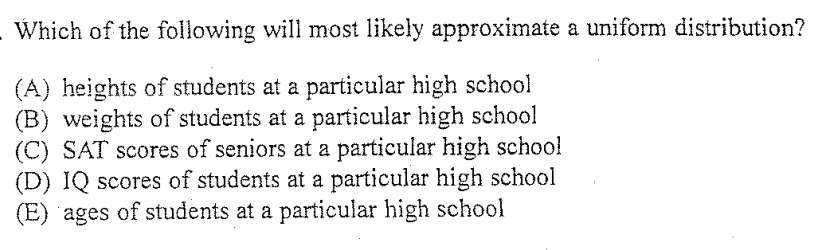 . Which of the following will most likely approximate a uniform distribution?
(A) heights of students at a particular high school
(B) weights of students at a particular high school
(C) SAT scores of seniors at a particular high school
(D) IQ scores of students at a particular high school
(E) ages of students at a particular high school